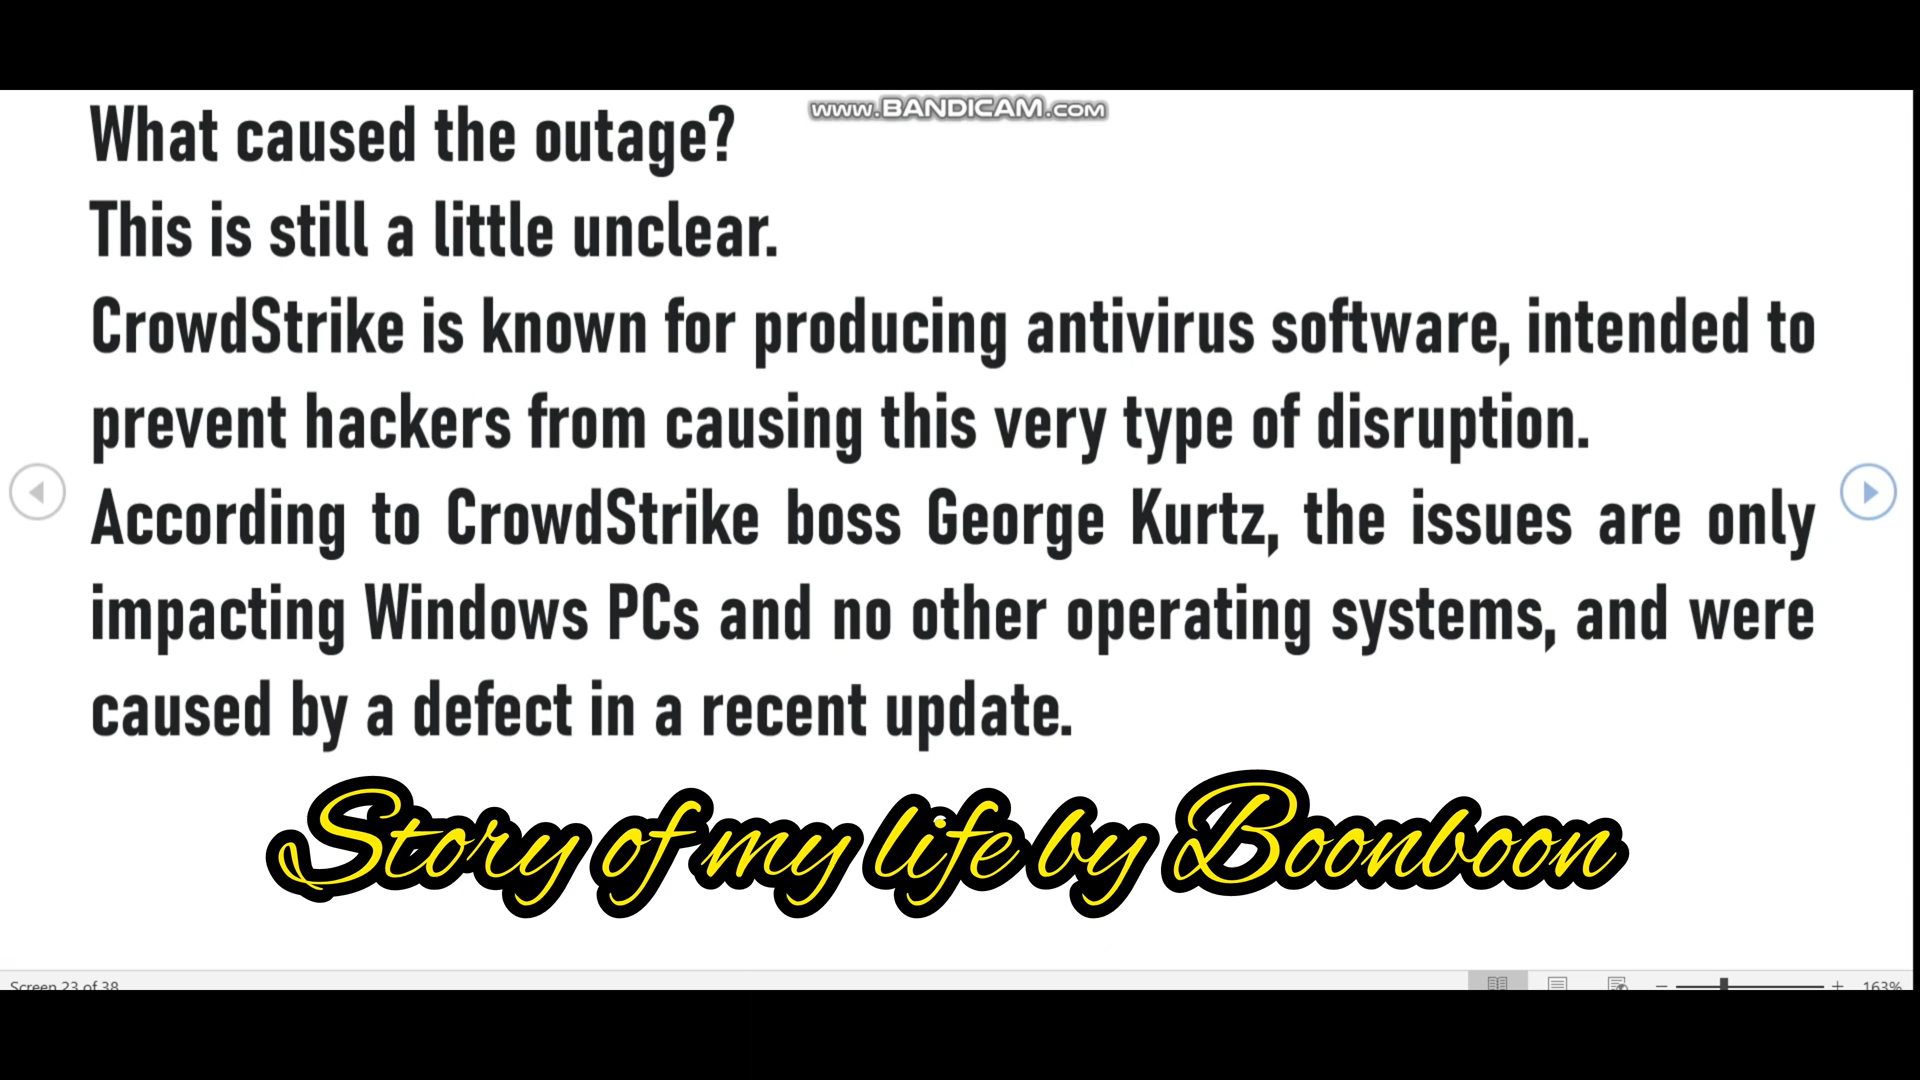 www.BANDICAM.com
What caused the outage?
This is still a little unclear.
CrowdStrike is known for producing antivirus software, intended to
prevent hackers from causing this very type of disruption.
According to CrowdStrike boss George Kurtz, the issues are only
impacting Windows PCs and no other operating systems, and were
caused by a defect in a recent update.
Story of my life by Boonboon
Screen 23 of 38
163%